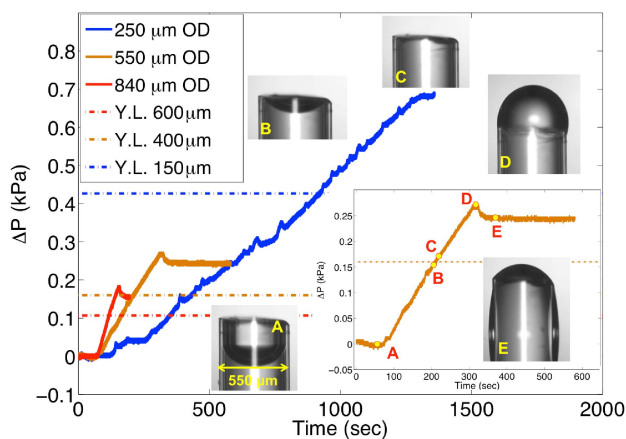 250 µm OD
550 µm OD
840 µm OD
Y.L. 600µm
Y.L. 400µm
Y.L. 150µm
0.8
0.7
0.6
0.5
0.4
0.3
0.2
0.1
0
−0.1
ΔP (kPa)
0
500
1000
1500
2000
Time (sec)
A
550 µm
B
C
D
0.25
0.20
0.15
0.10
0.05
0
-0.05
ΔP (kPa)
A
B
C
D
E
E
0
100
200
300
400
500
600
Time (sec)